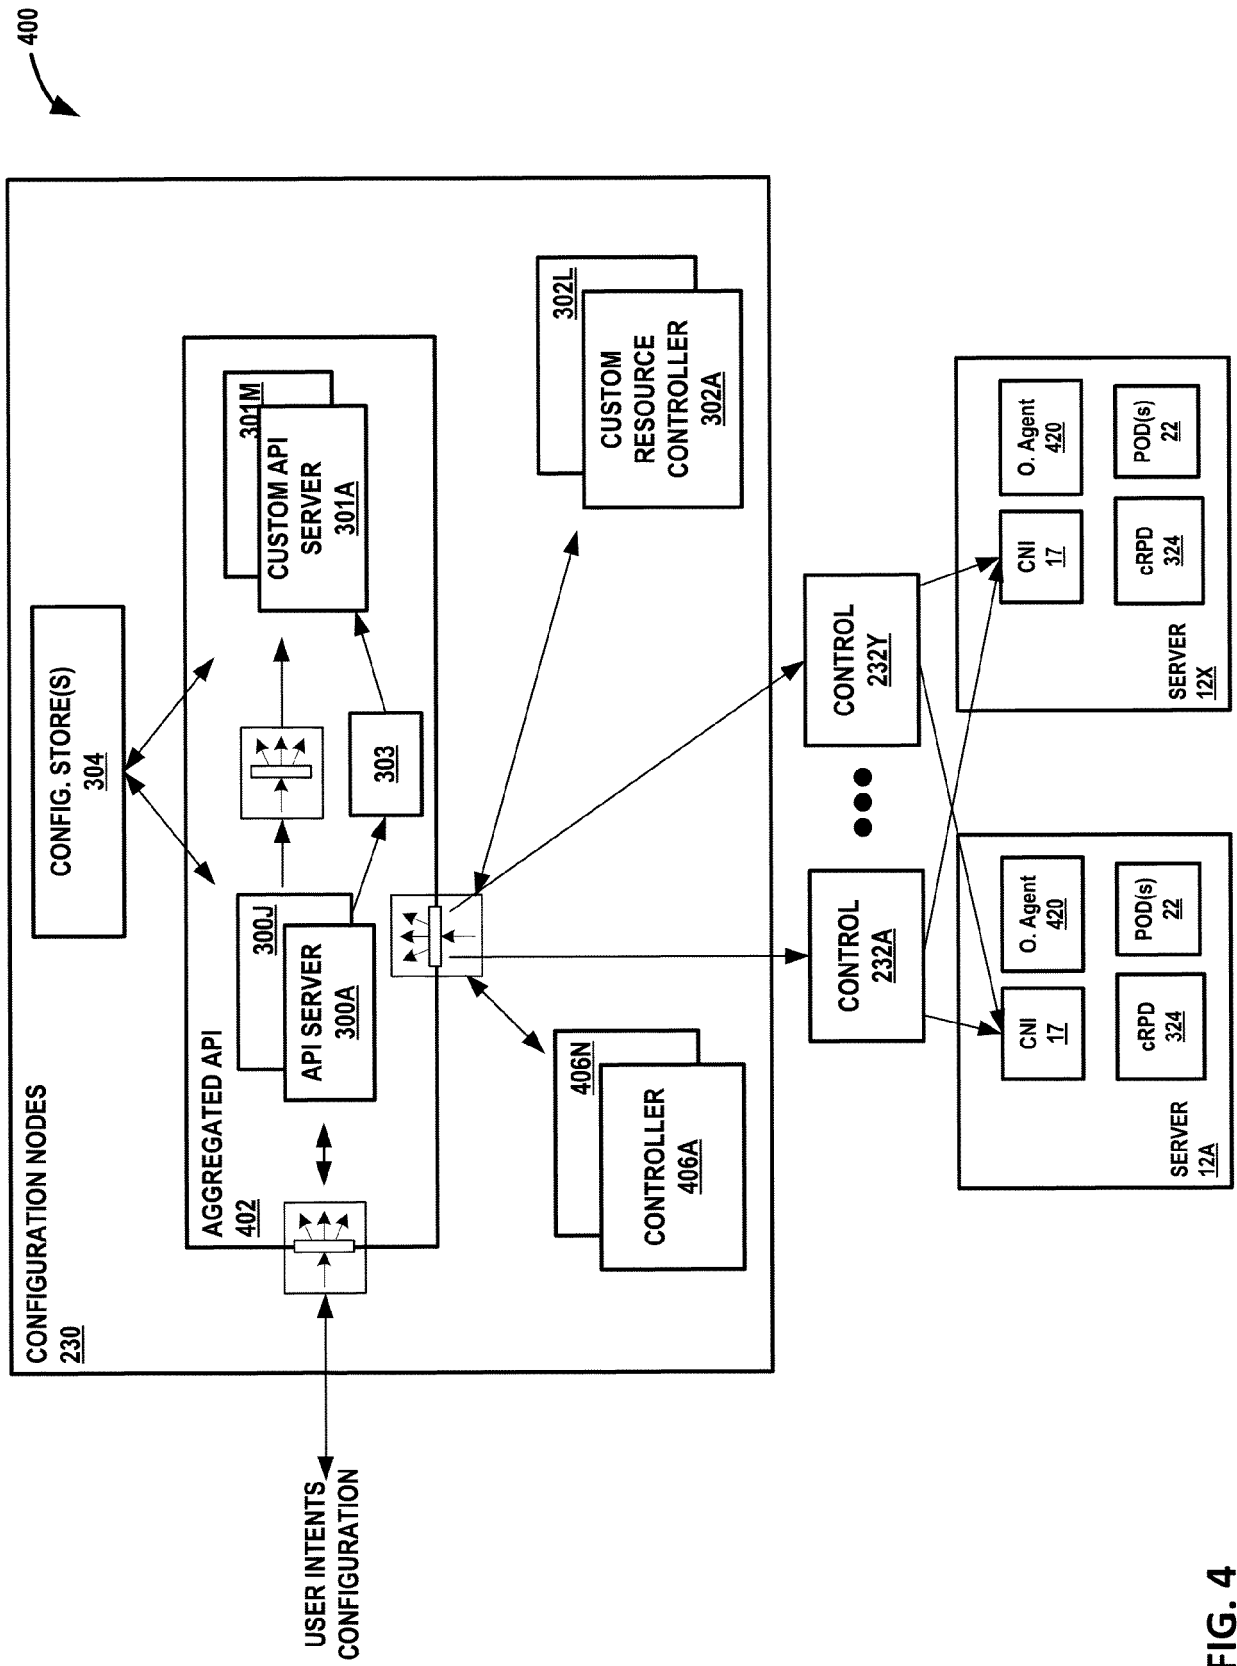 400
CONFIGURATION NODES
230
CONFIG. STORE(S)
304
AGGREGATED API
402
300J
API SERVER
300A
303
301M
CUSTOM API
SERVER
301A
USER INTENTS
CONFIGURATION
406N
CONTROLLER
406A
302L
CUSTOM
RESOURCE
CONTROLLER
302A
CONTROL
232A
CONTROL
232Y
SERVER
12A
CNI
17
O. Agent
420
cRPD
324
POD(s)
22
SERVER
12X
CNI
17
O. Agent
420
cRPD
324
POD(s)
22
FIG. 4